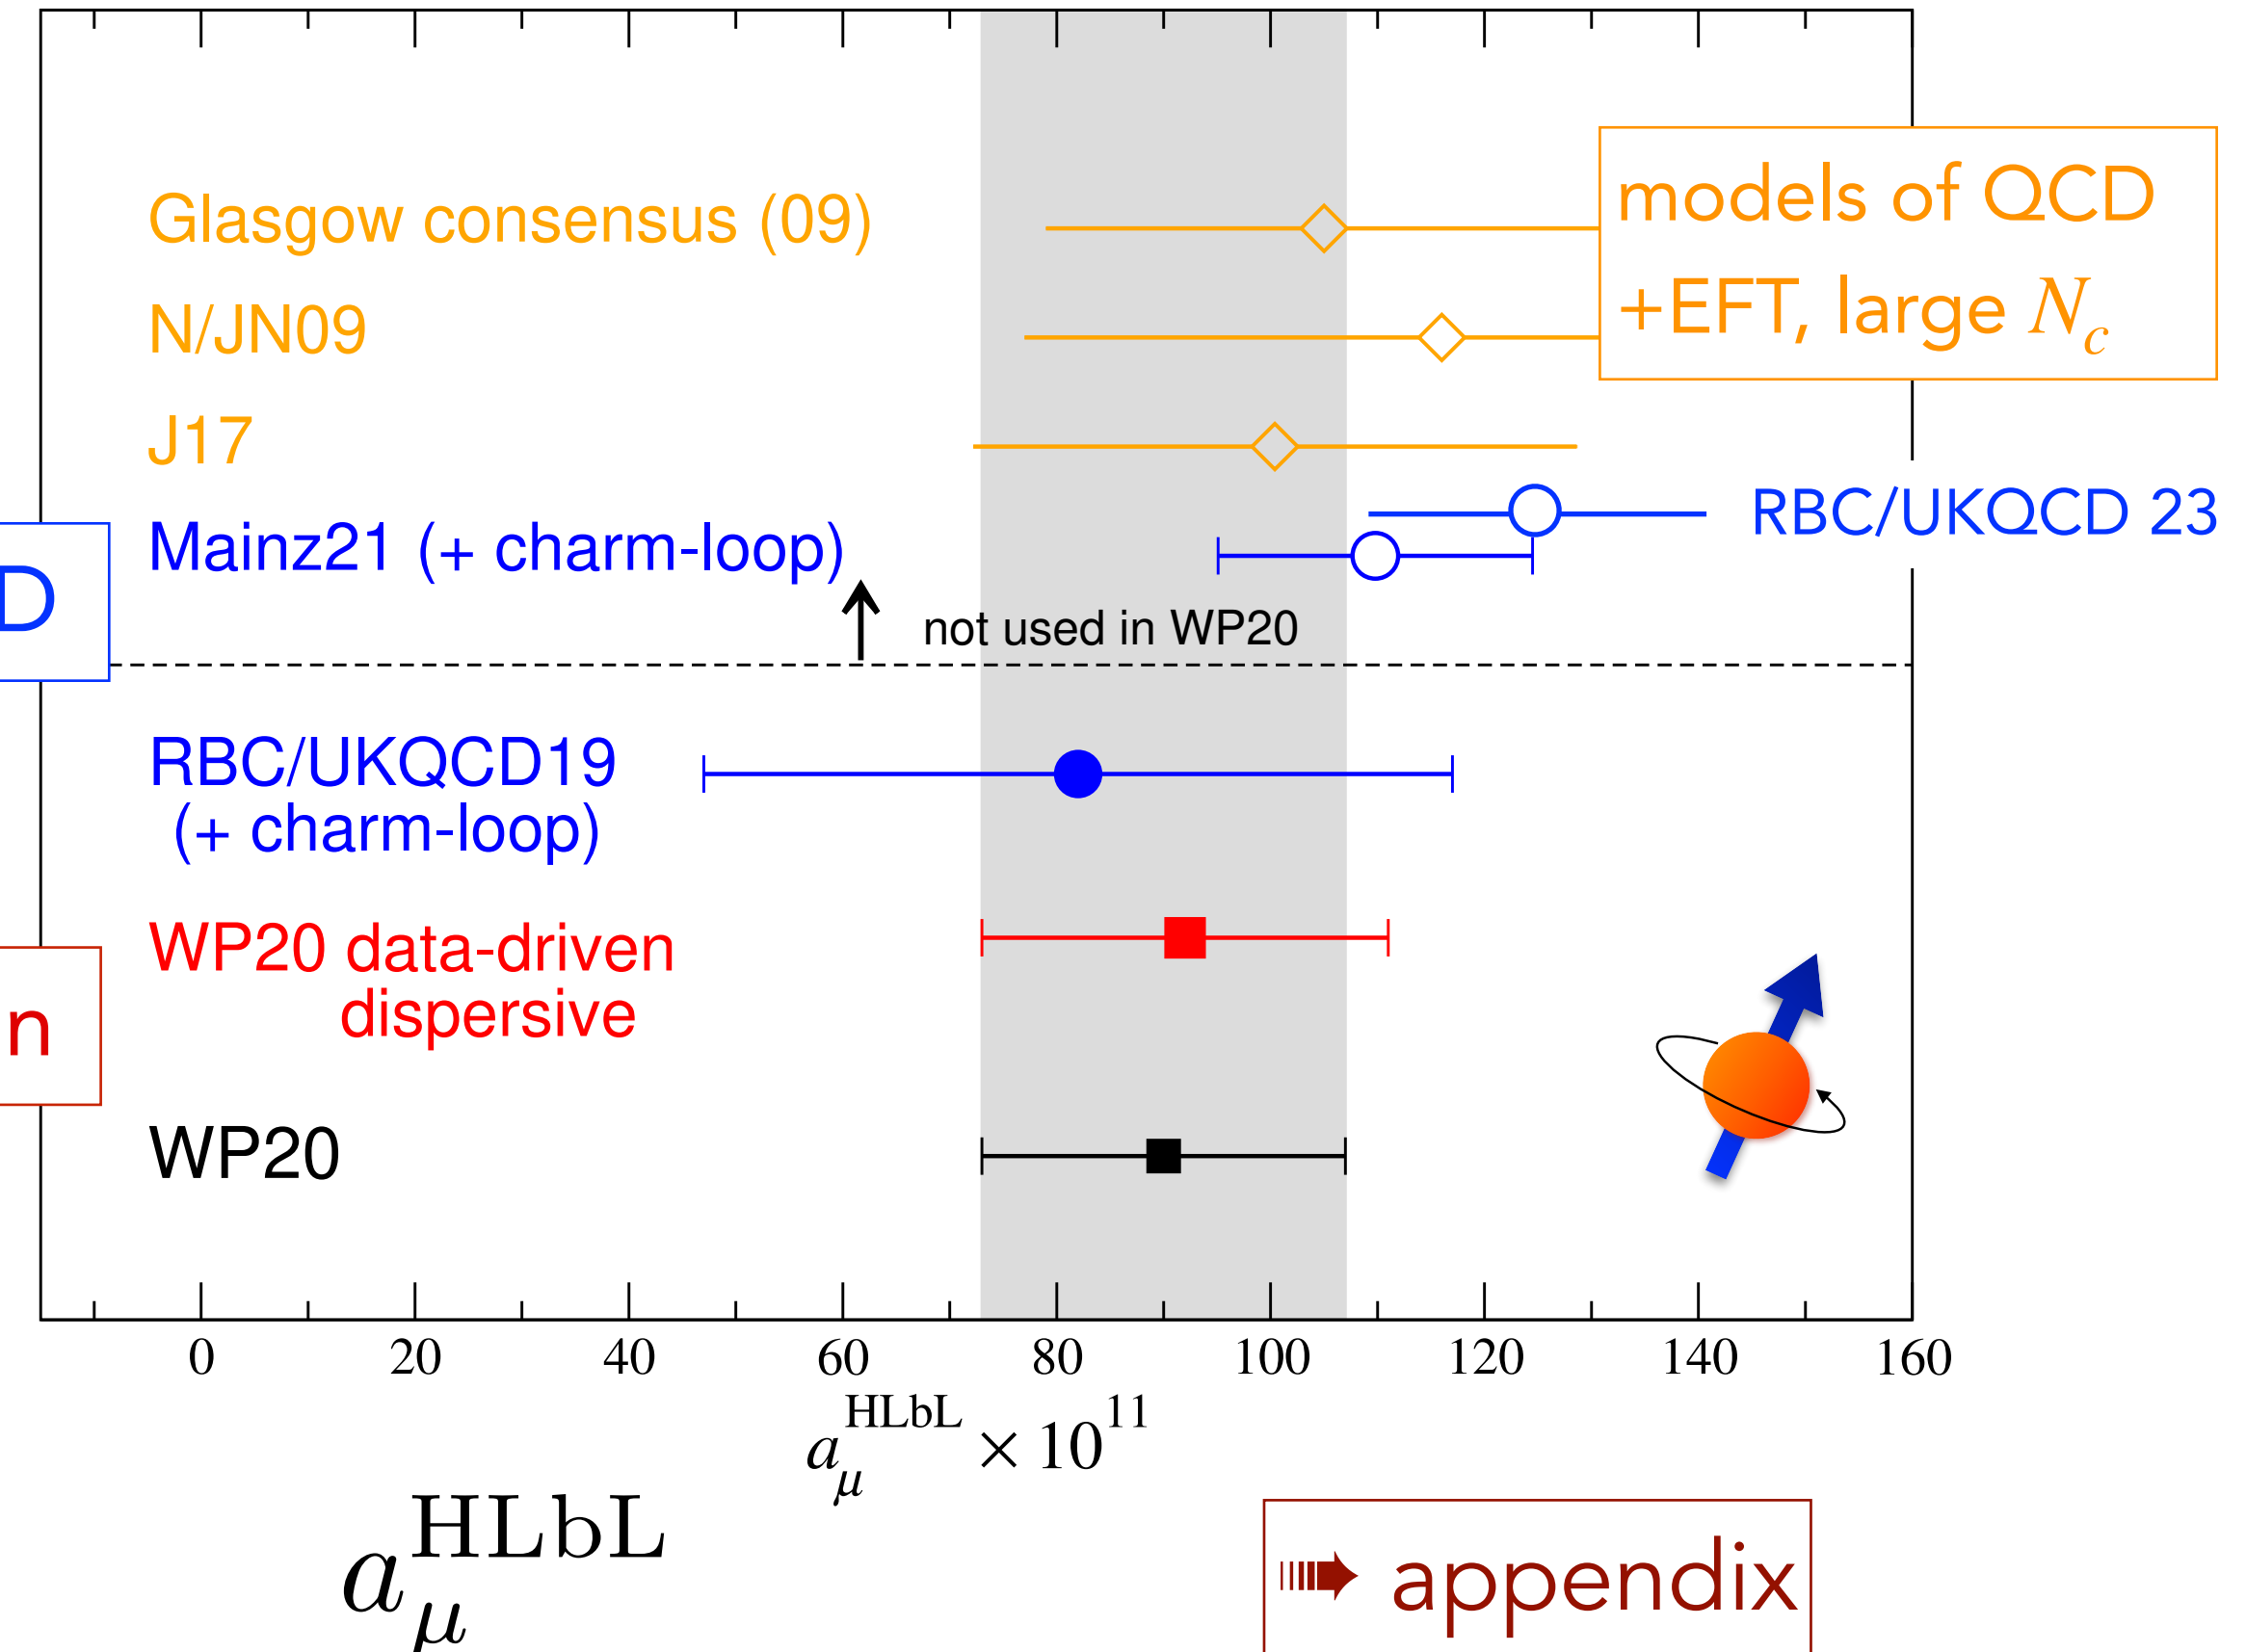 Glasgow consensus (09)
models of QCD
+EFT, large N_c
N/JN09
J17
RBC/UKQCD 23
Mainz21 (+ charm-loop)
D
not used in WP20
RBC/UKQCD19
(+ charm-loop)
WP20 data-driven
dispersive
n
WP20
0 20 40 60 80 100 120 140 160
a_μ^HLbL × 10^11
a_μ^HLbL
appendix